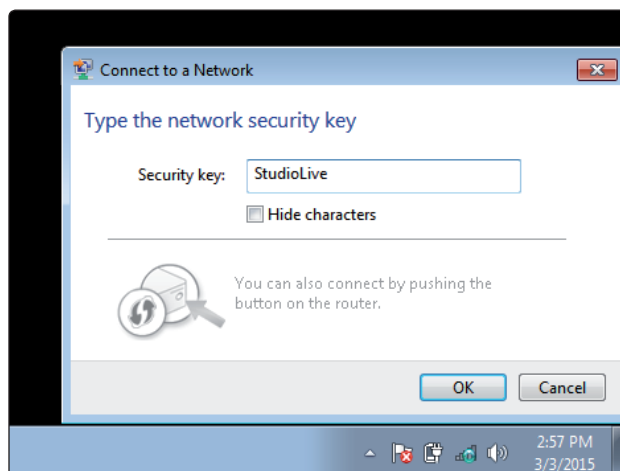 Connect to a Network
Type the network security key
Security key: StudioLive
Hide characters
You can also connect by pushing the
button on the router.
OK Cancel
2:57 PM
3/3/2015